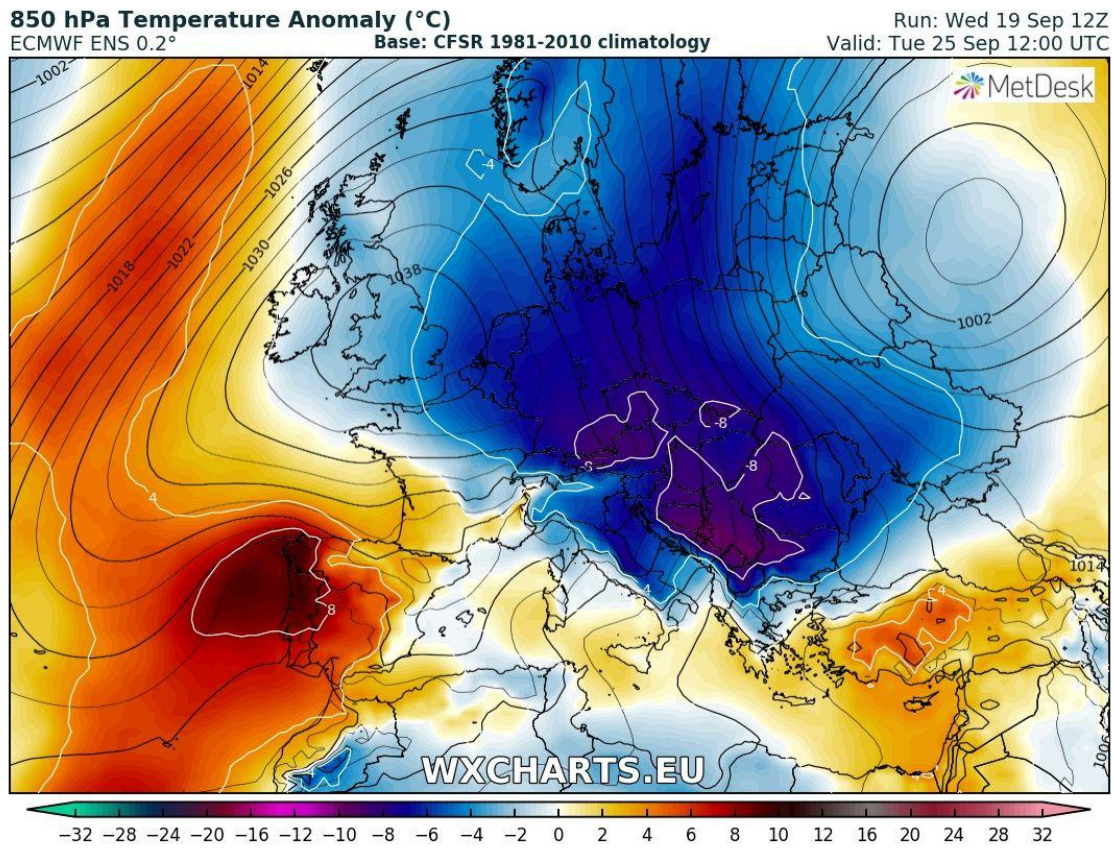 850 hPa Temperature Anomaly (°C)
Run: Wed 19 Sep 12Z
ECMWF ENS 0.2°
Base: CFSR 1981-2010 climatology
Valid: Tue 25 Sep 12:00 UTC
1002
1014
MetDesk
-4
1026
1022
1030
1018
1038
1002
-8
-8
-8
4
1014
8
4
4
1006
WXCHARTS.EU
−32 −28 −24 −20 −16 −12 −10 −8 −6 −4 −2 0 2 4 6 8 10 12 16 20 24 28 32